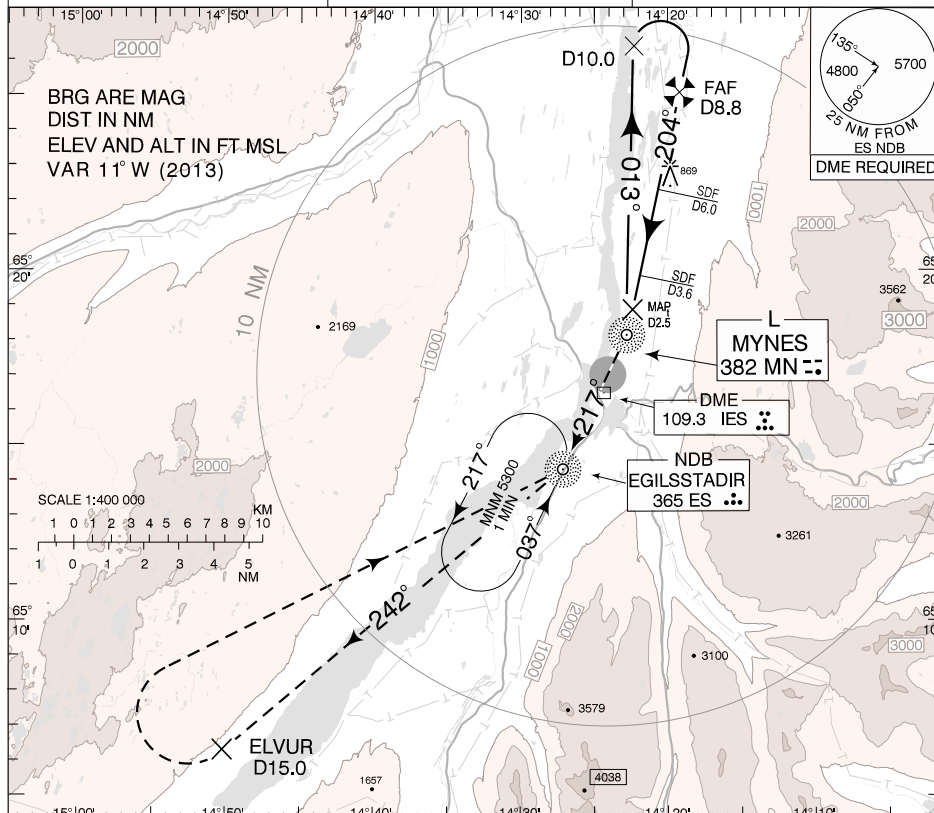 15°00'
14°50'
14°40'
14°30'
14°20'
2000
BRG ARE MAG
DIST IN NM
ELEV AND ALT IN FT MSL
VAR 11° W (2013)
D10.0
FAF
D8.8
204°
013°
869
SDF
D6.0
SDF
D3.6
MAP
D2.5
135°
4800
5700
050°
25 NM FROM
ES NDB
DME REQUIRED
1000
2000
65°
20'
65
20
3562
3000
10 NM
2169
1000
L
MYNES
382 MN
DME
109.3 IES
217°
NDB
EGILSSTADIR
365 ES
217°
MNM 5300
1 MIN
037°
2000
2000
3261
SCALE 1:400 000
KM
1 0 1 2 3 4 5 6 7 8 9 10
1 0 1 2 3 4 5
NM
242°
65°
10'
65
10
2000
1000
3000
3100
3579
ELVUR
D15.0
1657
4038
15°00'
14°50'
14°40'
14°30'
14°20'
14°10'